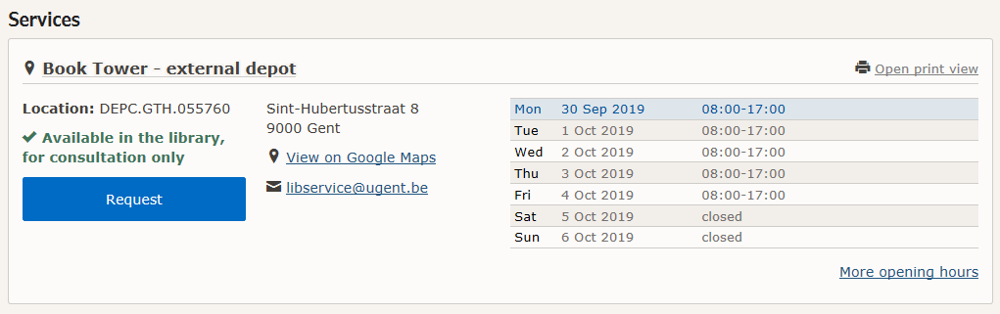 Services
Book Tower - external depot
Open print view
Location: DEPC.GTH.055760
Available in the library,
for consultation only
Request
Sint-Hubertusstraat 8
9000 Gent
View on Google Maps
libservice@ugent.be
Mon 30 Sep 2019 08:00-17:00
Tue 1 Oct 2019 08:00-17:00
Wed 2 Oct 2019 08:00-17:00
Thu 3 Oct 2019 08:00-17:00
Fri 4 Oct 2019 08:00-17:00
Sat 5 Oct 2019 closed
Sun 6 Oct 2019 closed
More opening hours